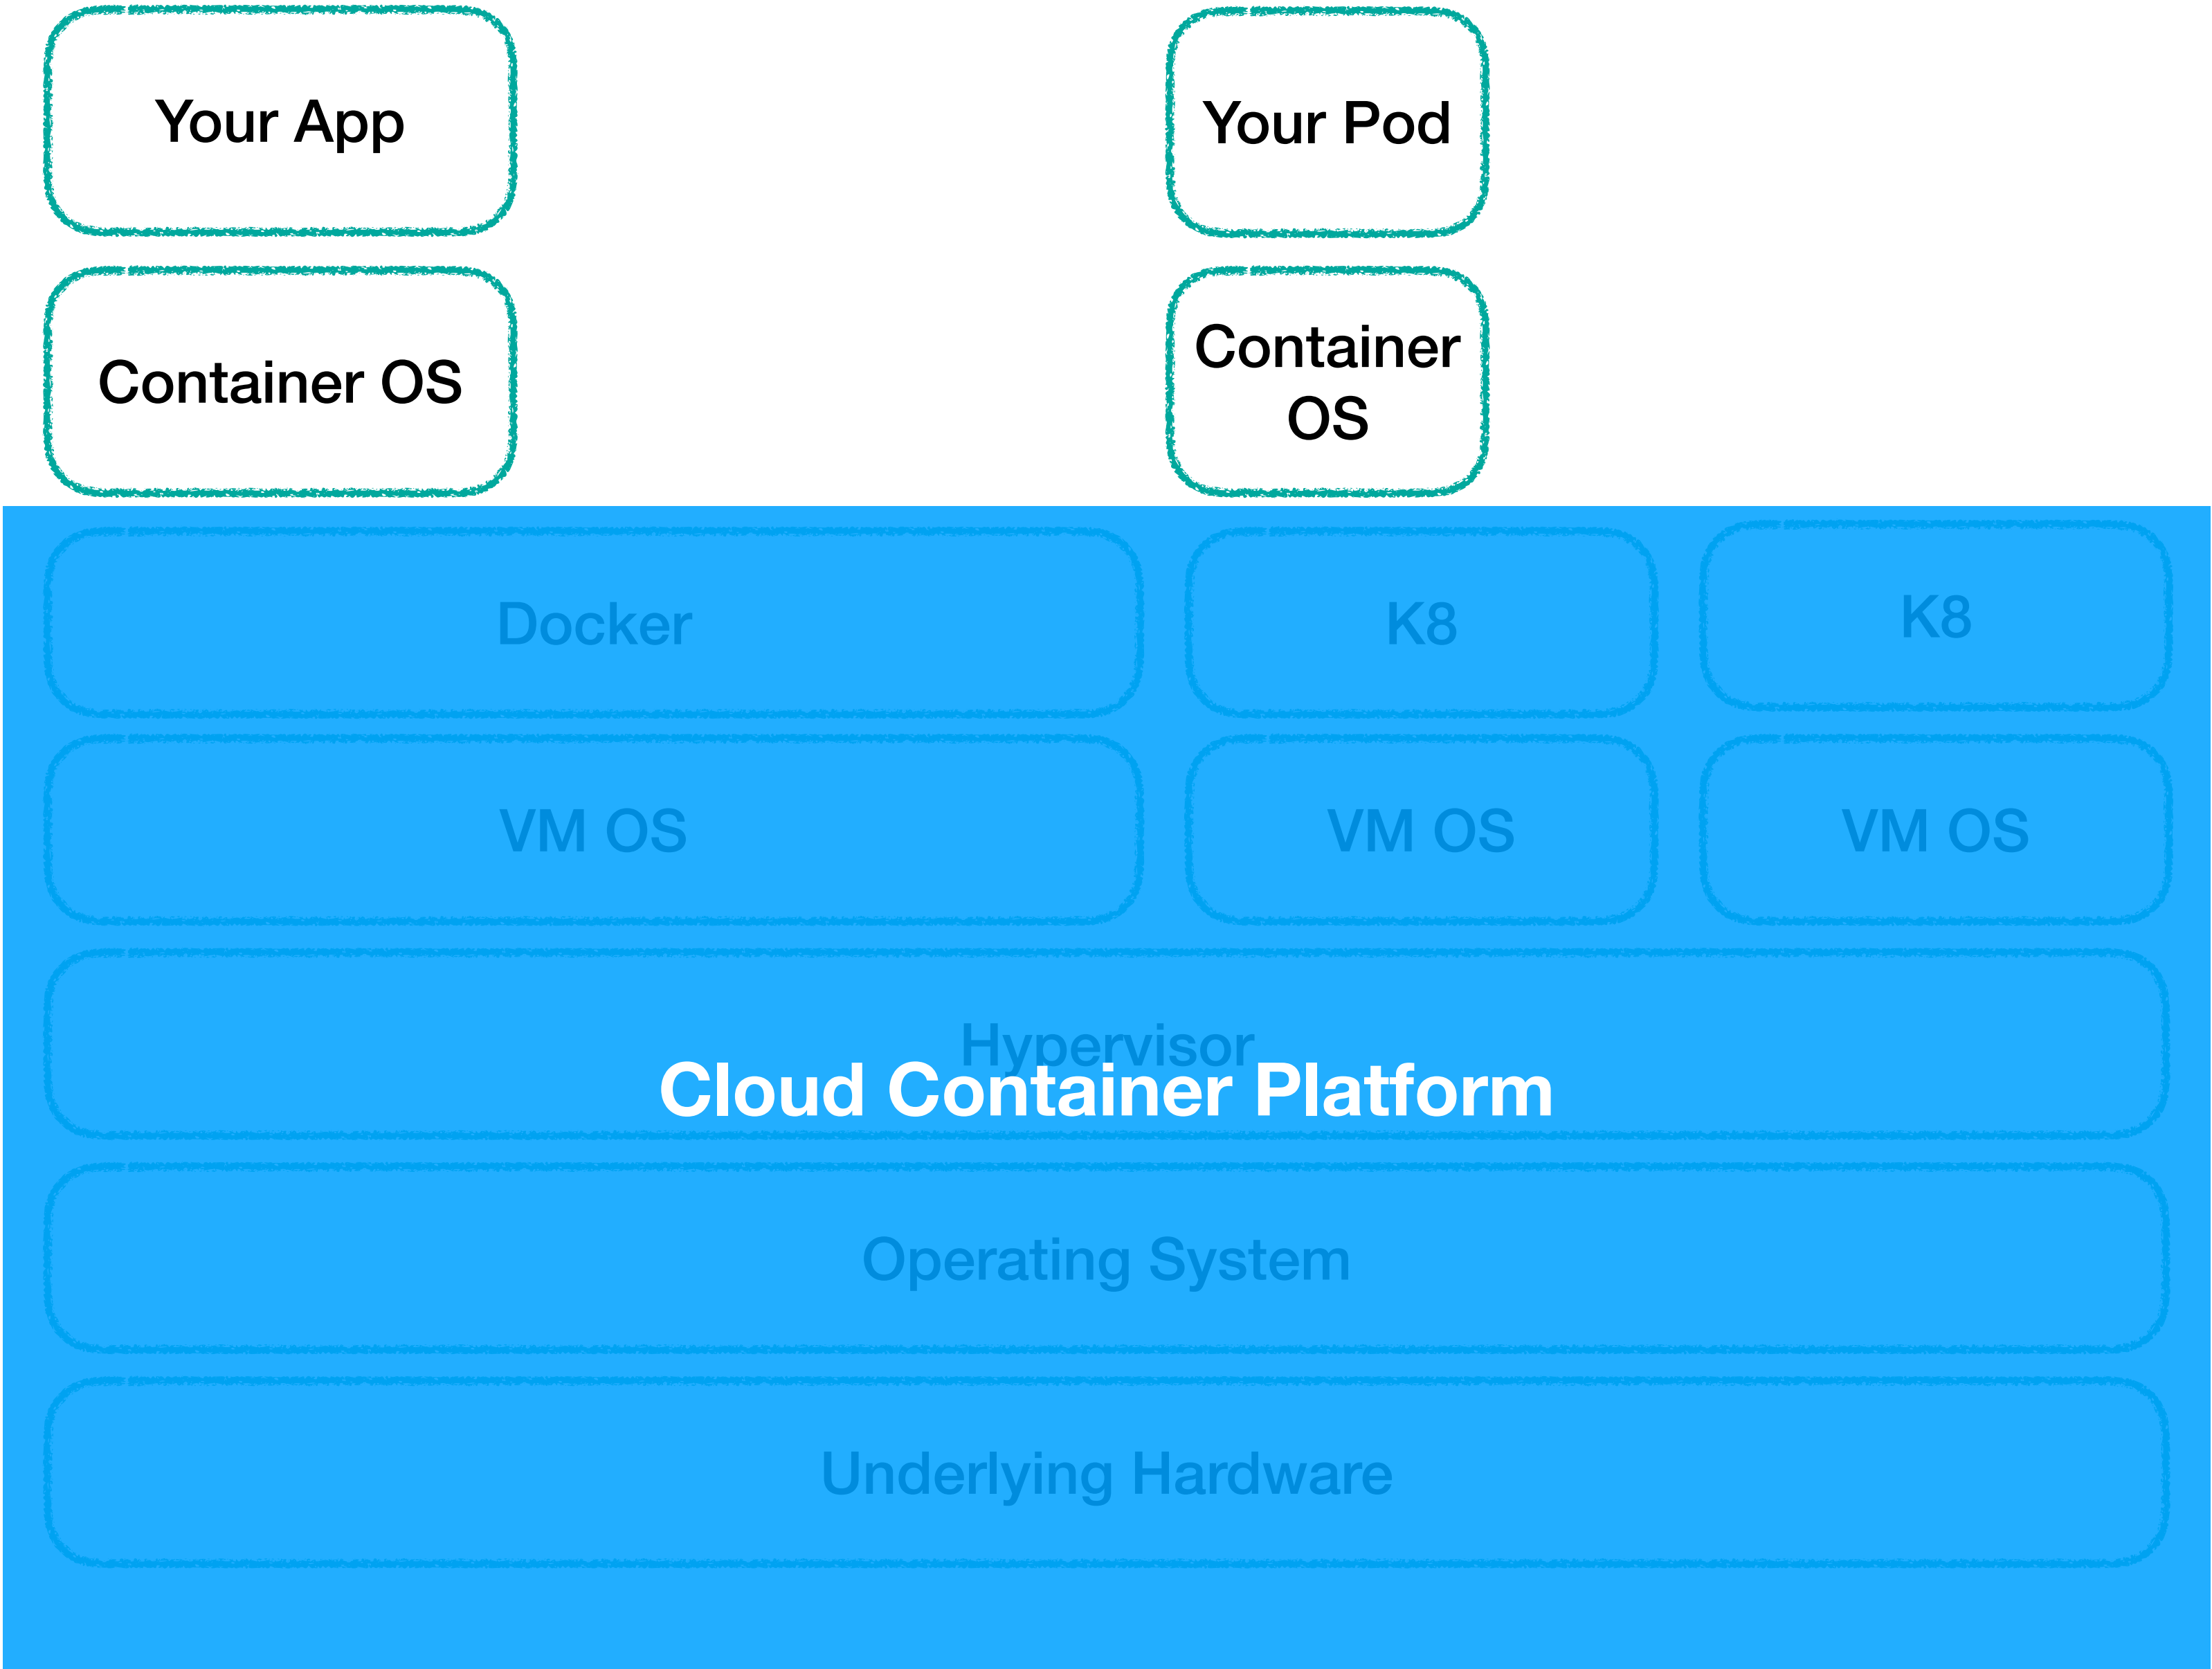 Your App
Your Pod
Container OS
Container
OS
Docker
K8
K8
VM OS
VM OS
VM OS
Hypervisor
Cloud Container Platform
Operating System
Underlying Hardware